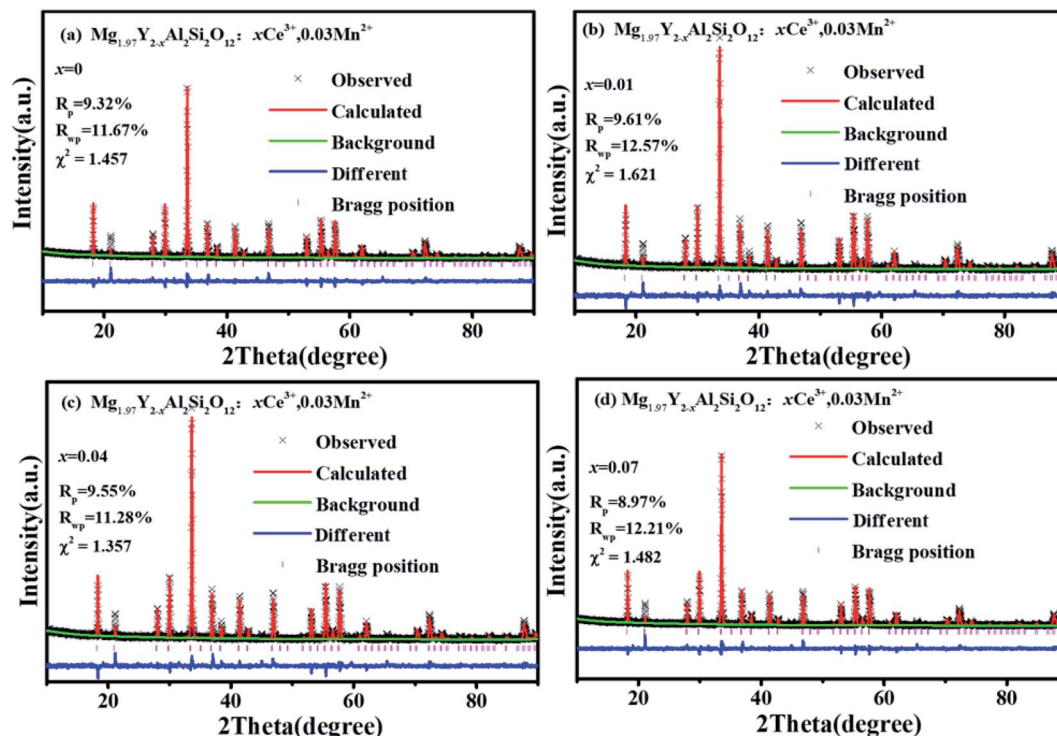 (a) Mg₁.₉₇Y₂₋ₓAl₂Si₂O₁₂: xCe³⁺,0.03Mn²⁺
x=0
Rₚ=9.32%
R_wp=11.67%
χ² = 1.457
Observed
Calculated
Background
Different
Bragg position
Intensity(a.u.)
20 40 60 80
2Theta(degree)
(b) Mg₁.₉₇Y₂₋ₓAl₂Si₂O₁₂: xCe³⁺,0.03Mn²⁺
x=0.01
Rₚ=9.61%
R_wp=12.57%
χ² = 1.621
Observed
Calculated
Background
Different
Bragg position
Intensity(a.u.)
20 40 60 80
2Theta(degree)
(c) Mg₁.₉₇Y₂₋ₓAl₂Si₂O₁₂: xCe³⁺,0.03Mn²⁺
x=0.04
Rₚ=9.55%
R_wp=11.28%
χ² = 1.357
Observed
Calculated
Background
Different
Bragg position
Intensity(a.u.)
20 40 60 80
2Theta(degree)
(d) Mg₁.₉₇Y₂₋ₓAl₂Si₂O₁₂: xCe³⁺,0.03Mn²⁺
x=0.07
Rₚ=8.97%
R_wp=12.21%
χ² = 1.482
Observed
Calculated
Background
Different
Bragg position
Intensity(a.u.)
20 40 60 80
2Theta(degree)